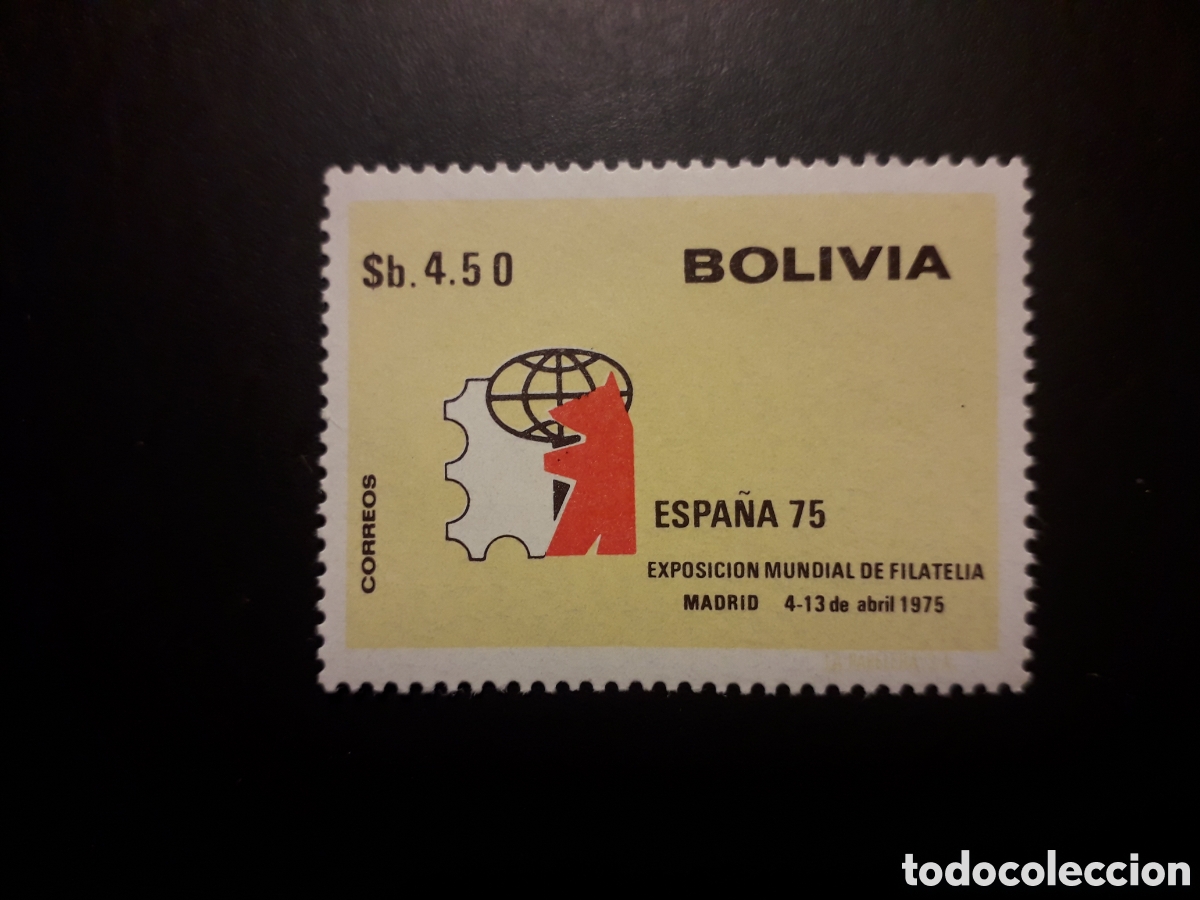 $b. 4.50
BOLIVIA
CORREOS
ESPAÑA 75
EXPOSICION MUNDIAL DE FILATELIA
MADRID 4-13 de abril 1975
todocoleccion